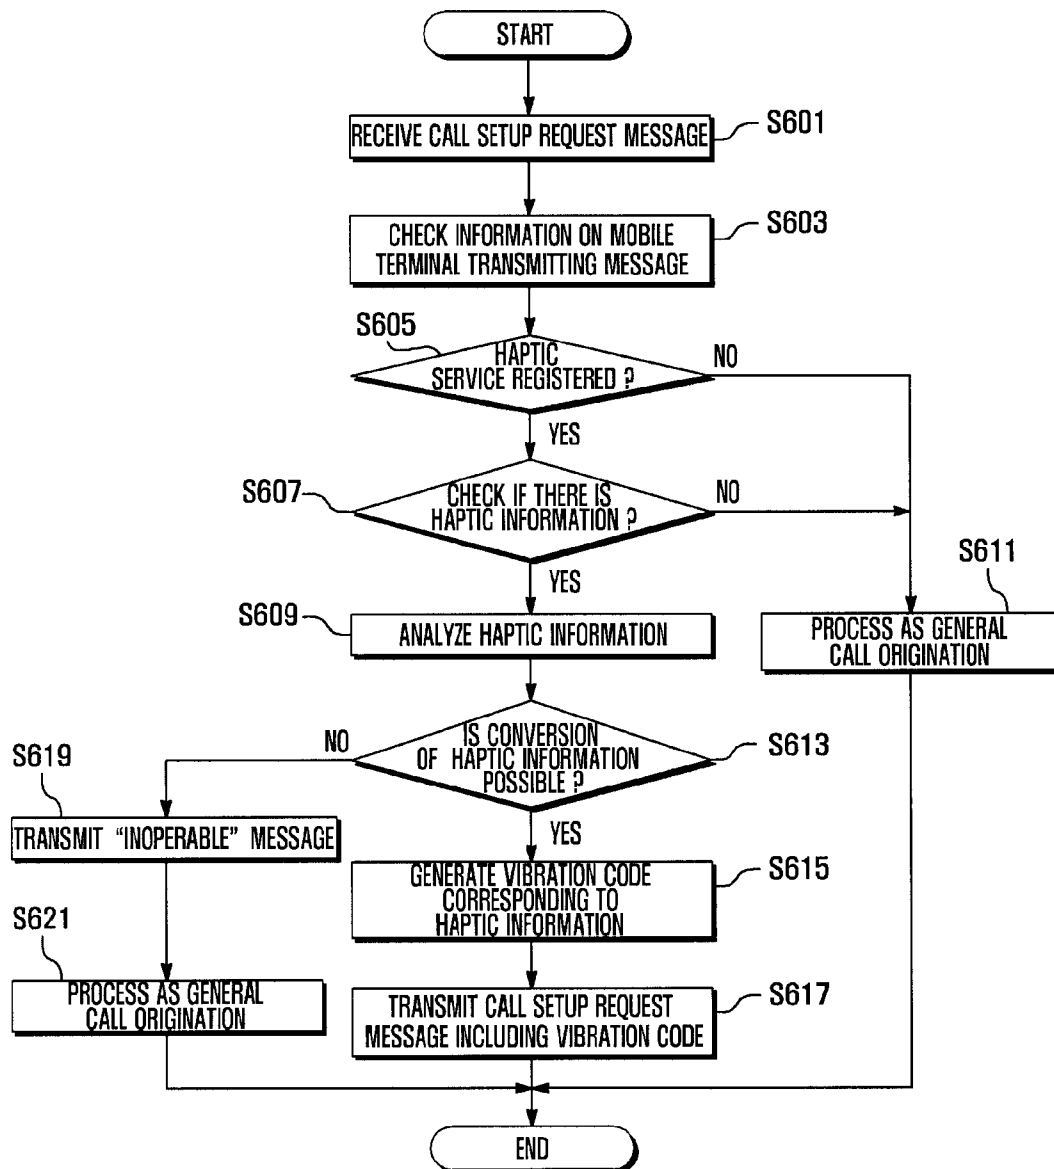 START
RECEIVE CALL SETUP REQUEST MESSAGE
S601
CHECK INFORMATION ON MOBILE
TERMINAL TRANSMITTING MESSAGE
S603
S605
HAPTIC
SERVICE REGISTERED ?
NO
YES
S607
CHECK IF THERE IS
HAPTIC INFORMATION ?
NO
YES
S609
ANALYZE HAPTIC INFORMATION
S611
PROCESS AS GENERAL
CALL ORIGINATION
IS CONVERSION
OF HAPTIC INFORMATION
POSSIBLE ?
S613
NO
YES
S619
TRANSMIT “INOPERABLE” MESSAGE
GENERATE VIBRATION CODE
CORRESPONDING TO
HAPTIC INFORMATION
S615
S621
PROCESS AS GENERAL
CALL ORIGINATION
TRANSMIT CALL SETUP REQUEST
MESSAGE INCLUDING VIBRATION CODE
S617
END